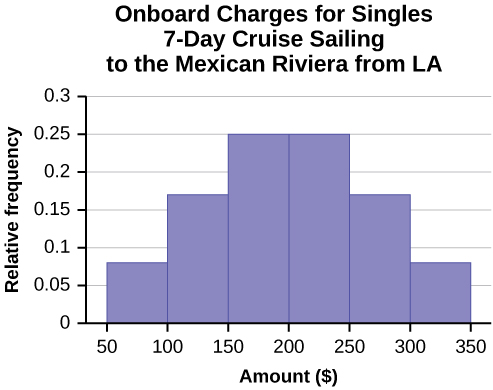 Onboard Charges for Singles
7-Day Cruise Sailing
to the Mexican Riviera from LA
Relative frequency
0.3
0.25
0.2
0.15
0.1
0.05
0
50 100 150 200 250 300 350
Amount ($)